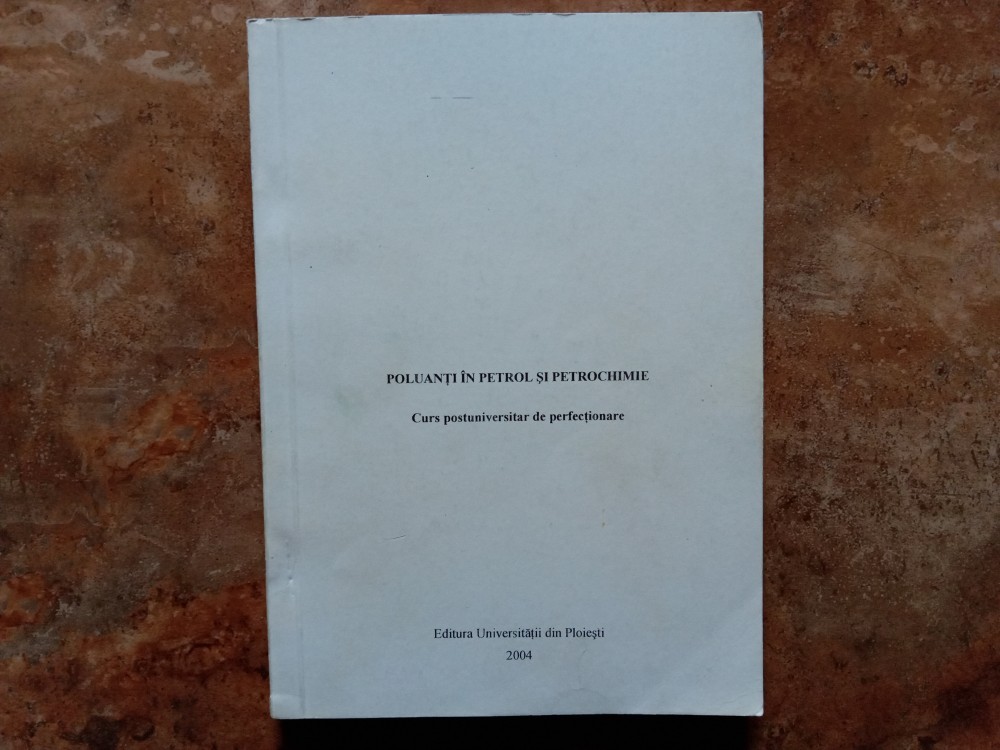 POLUANȚI ÎN PETROL ȘI PETROCHIMIE
Curs postuniversitar de perfecționare
Editura Universității din Ploiești
2004